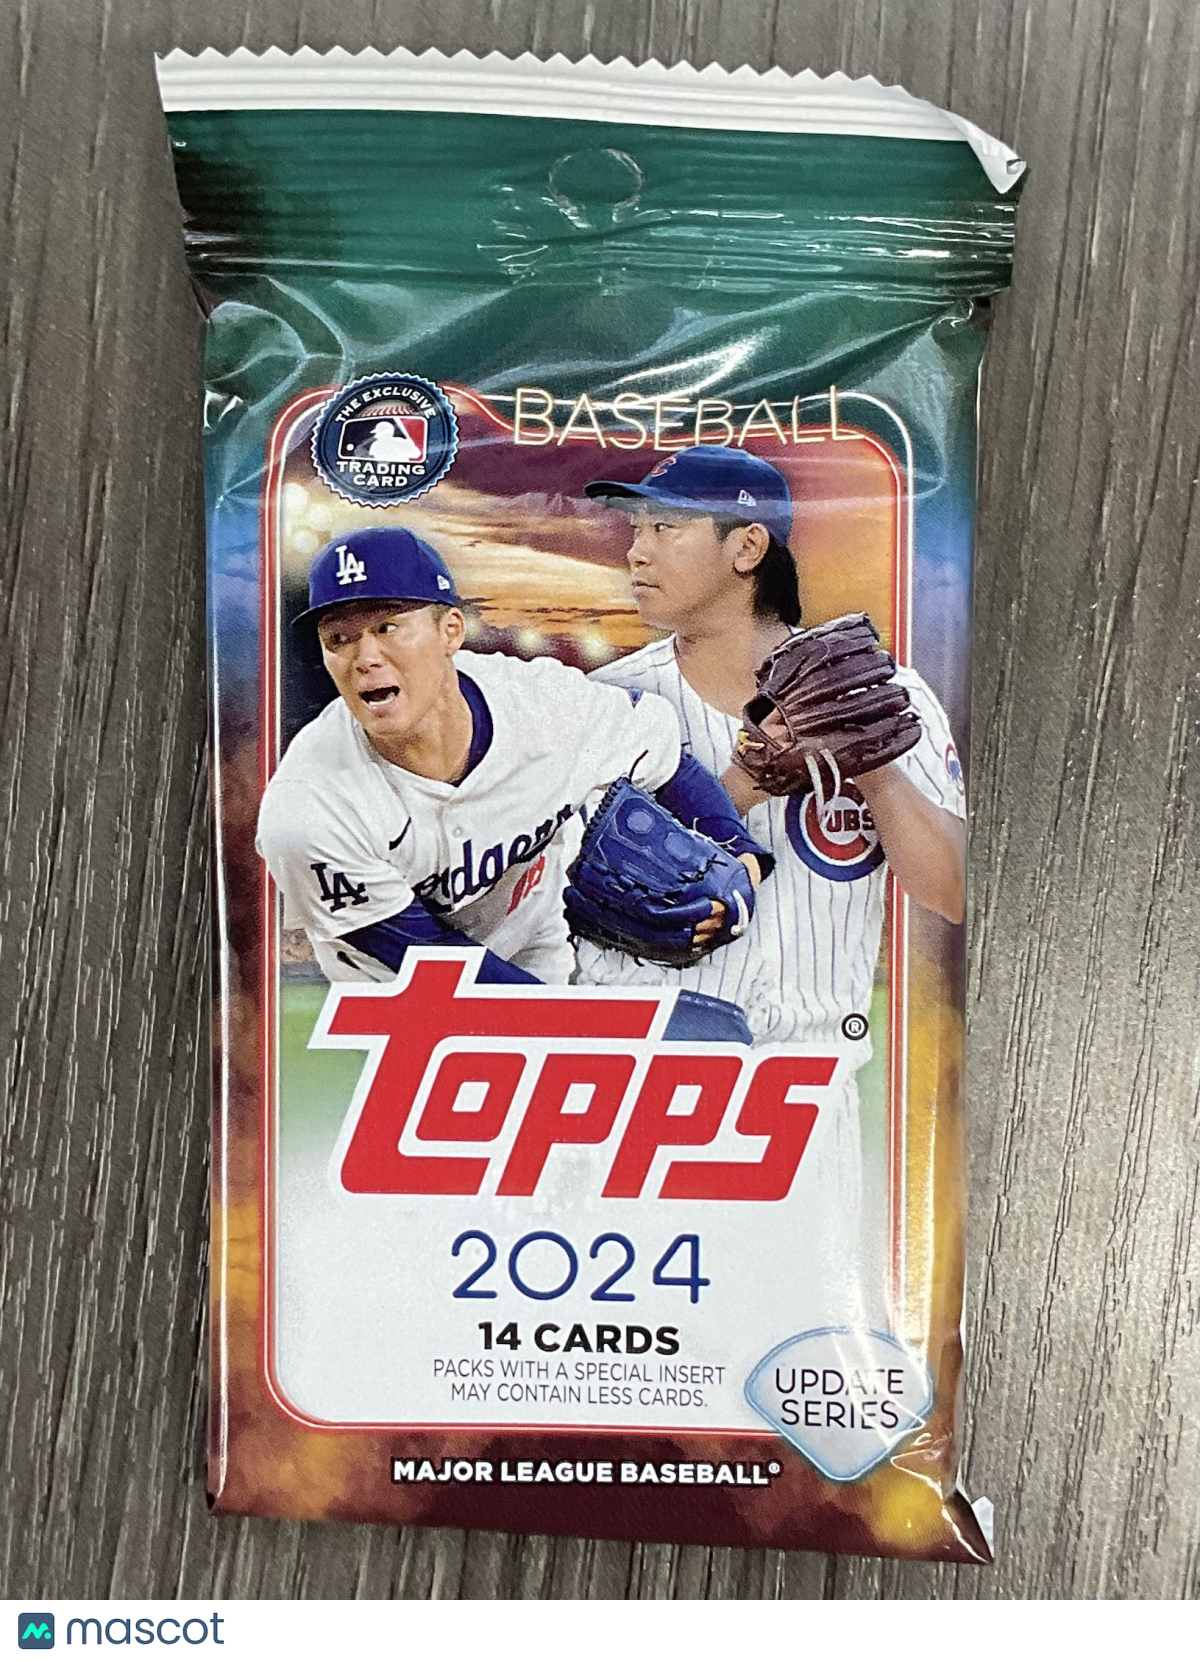 THE EXCLUSIVE
TRADING
CARD
BASEBALL
LA
LA
UBS
topps®
2024
14 CARDS
PACKS WITH A SPECIAL INSERT
MAY CONTAIN LESS CARDS.
UPDATE
SERIES
MAJOR LEAGUE BASEBALL®
mascot